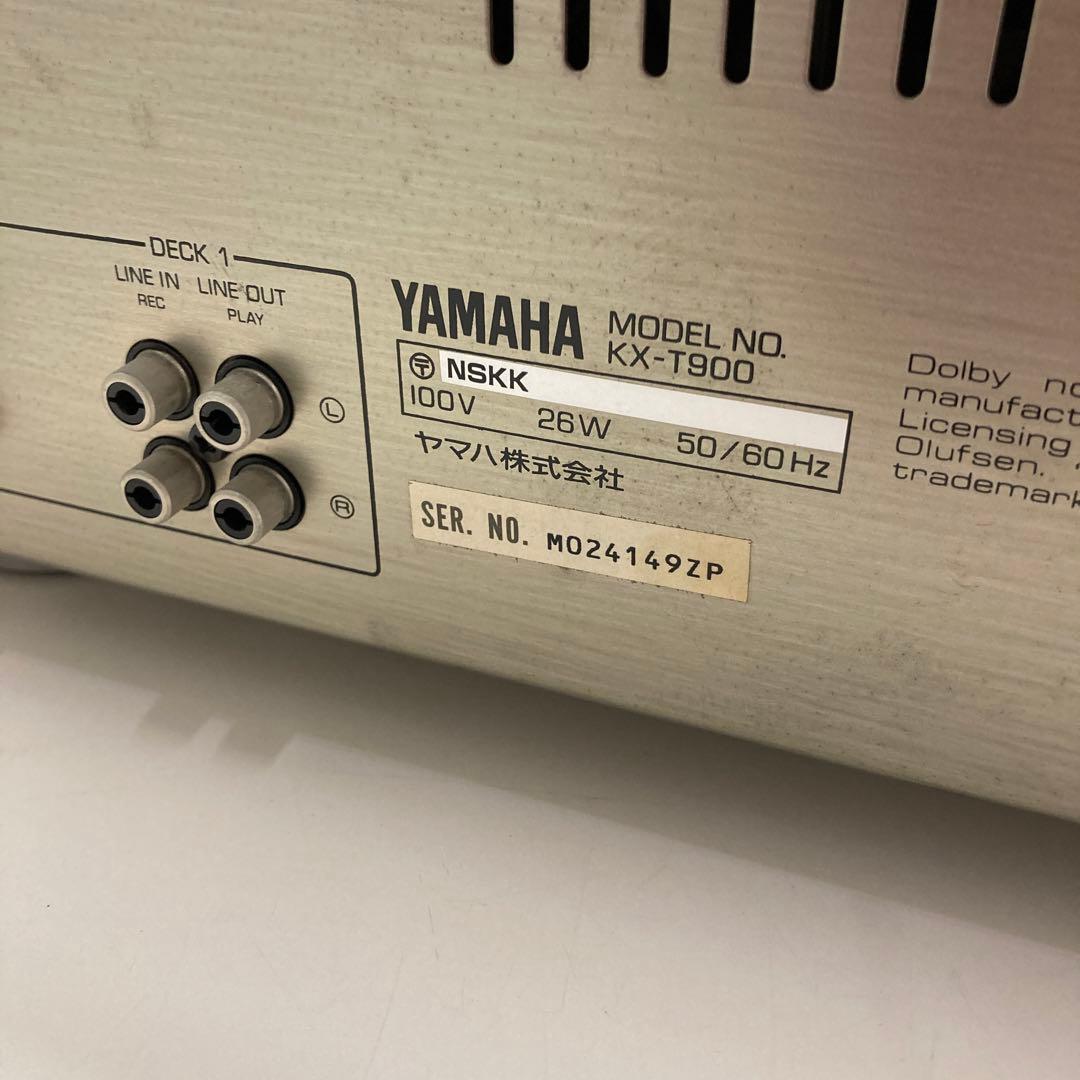 DECK 1
LINE IN LINE OUT
REC PLAY
L
R
YAMAHA
MODEL NO.
KX-T900
〒 NSKK
100V 26W 50/60Hz
ヤマハ株式会社
SER. NO. M024149ZP
Dolby
manufact
Licensing
Olufsen.
trademark